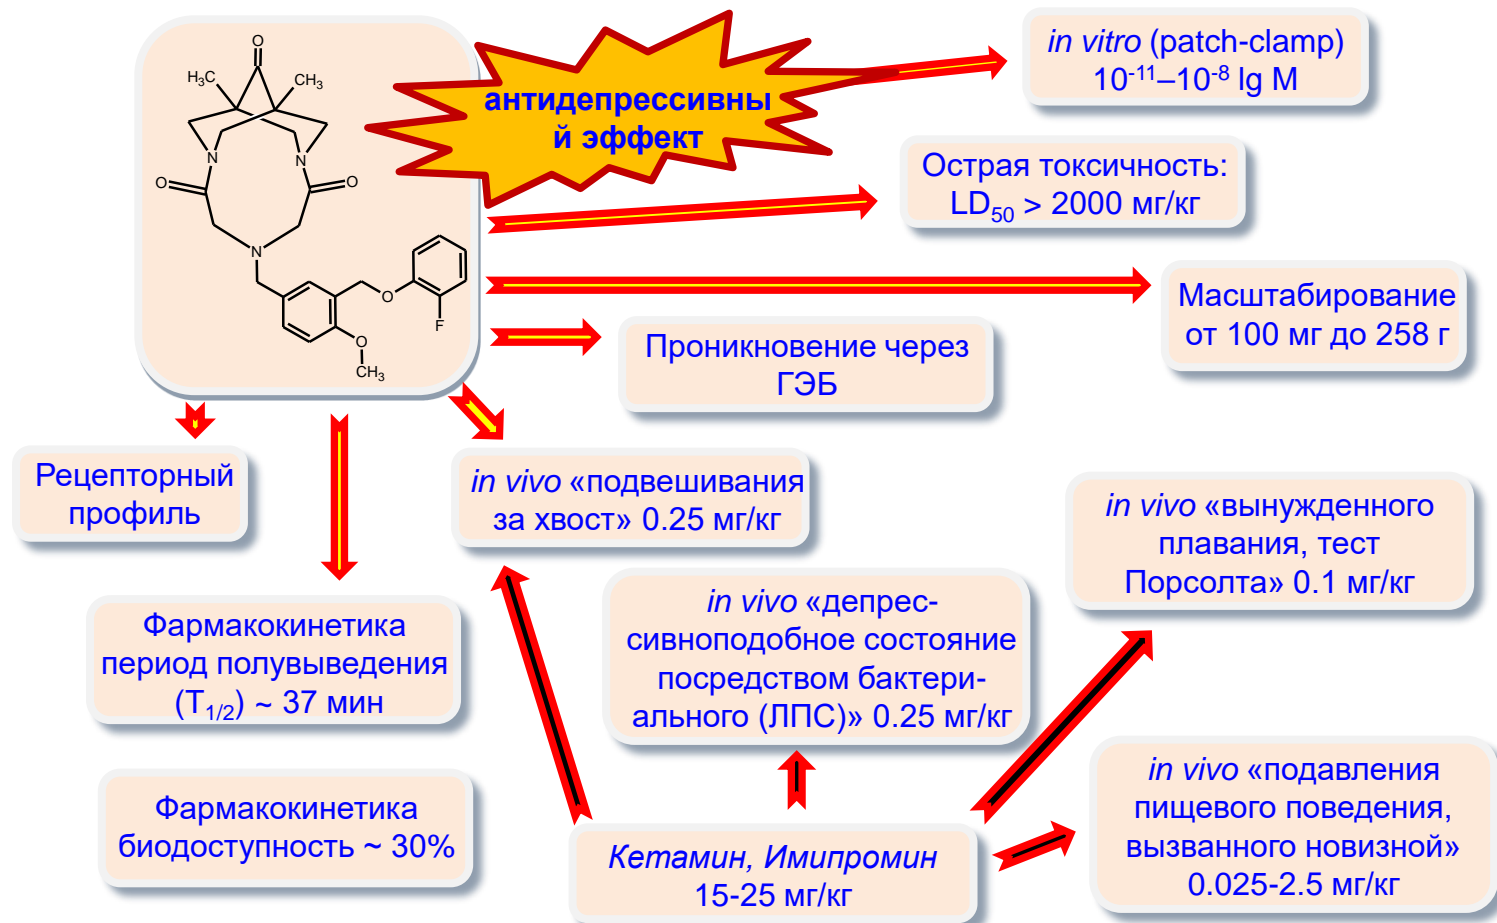 O
H₃C
CH₃
N
N
O
O
N
O
F
O
CH₃
антидепрессивны
й эффект
in vitro (patch-clamp)
10⁻¹¹–10⁻⁸ lg M
Острая токсичность:
LD₅₀ > 2000 мг/кг
Масштабирование
от 100 мг до 258 г
Проникновение через
ГЭБ
Рецепторный
профиль
in vivo «подвешивания
за хвост» 0.25 мг/кг
in vivo «вынужденного
плавания, тест
Порсолта» 0.1 мг/кг
Фармакокинетика
период полувыведения
(T₁/₂) ~ 37 мин
in vivo «депрес-
сивноподобное состояние
посредством бактери-
ального (ЛПС)» 0.25 мг/кг
in vivo «подавления
пищевого поведения,
вызванного новизной»
0.025-2.5 мг/кг
Фармакокинетика
биодоступность ~ 30%
Кетамин, Имипромин
15-25 мг/кг